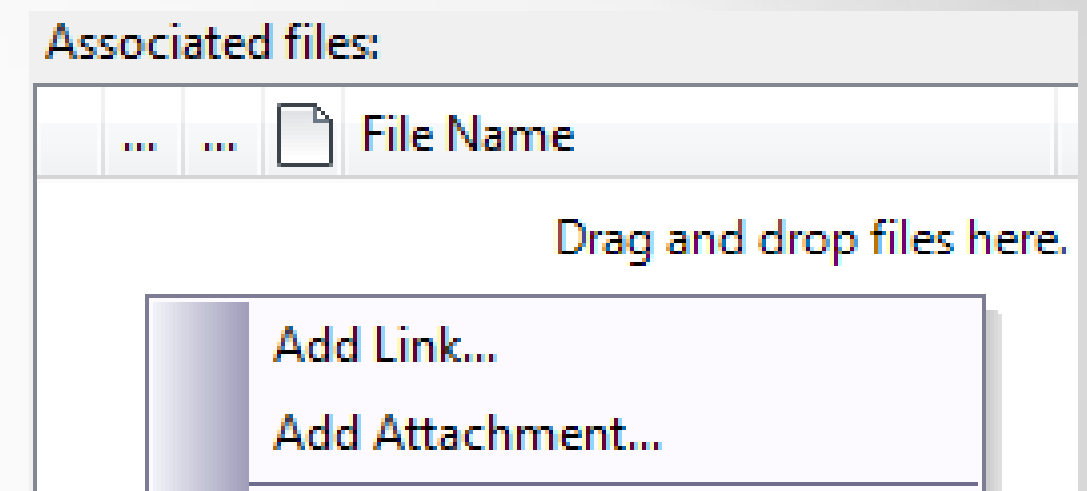 Associated files:
... ... File Name
Drag and drop files here.
Add Link...
Add Attachment...